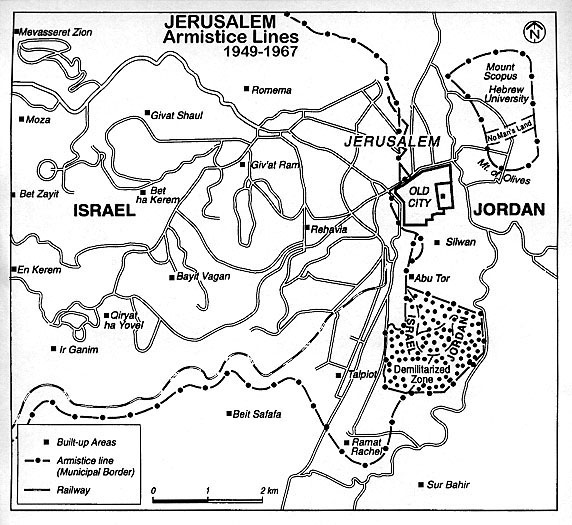 JERUSALEM
Armistice Lines
1949-1967
N
Mevasseret Zion
Mount
Scopus
Hebrew
University
Romema
Moza
Givat Shaul
No Man's Land
JERUSALEM
Giv'at Ram
Mt. of Olives
Bet Zayit
Bet
ha Kerem
OLD
CITY
ISRAEL
JORDAN
Rehavia
Silwan
En Kerem
Bayit Vagan
Abu Tor
Qiryat
ha Yovel
ISRAEL
JORDAN
Ir Ganim
Demilitarized
Zone
Talpiot
Beit Safafa
Ramat
Rachel
Built-up Areas
Armistice line
(Municipal Border)
Railway
0 1 2 km
Sur Bahir